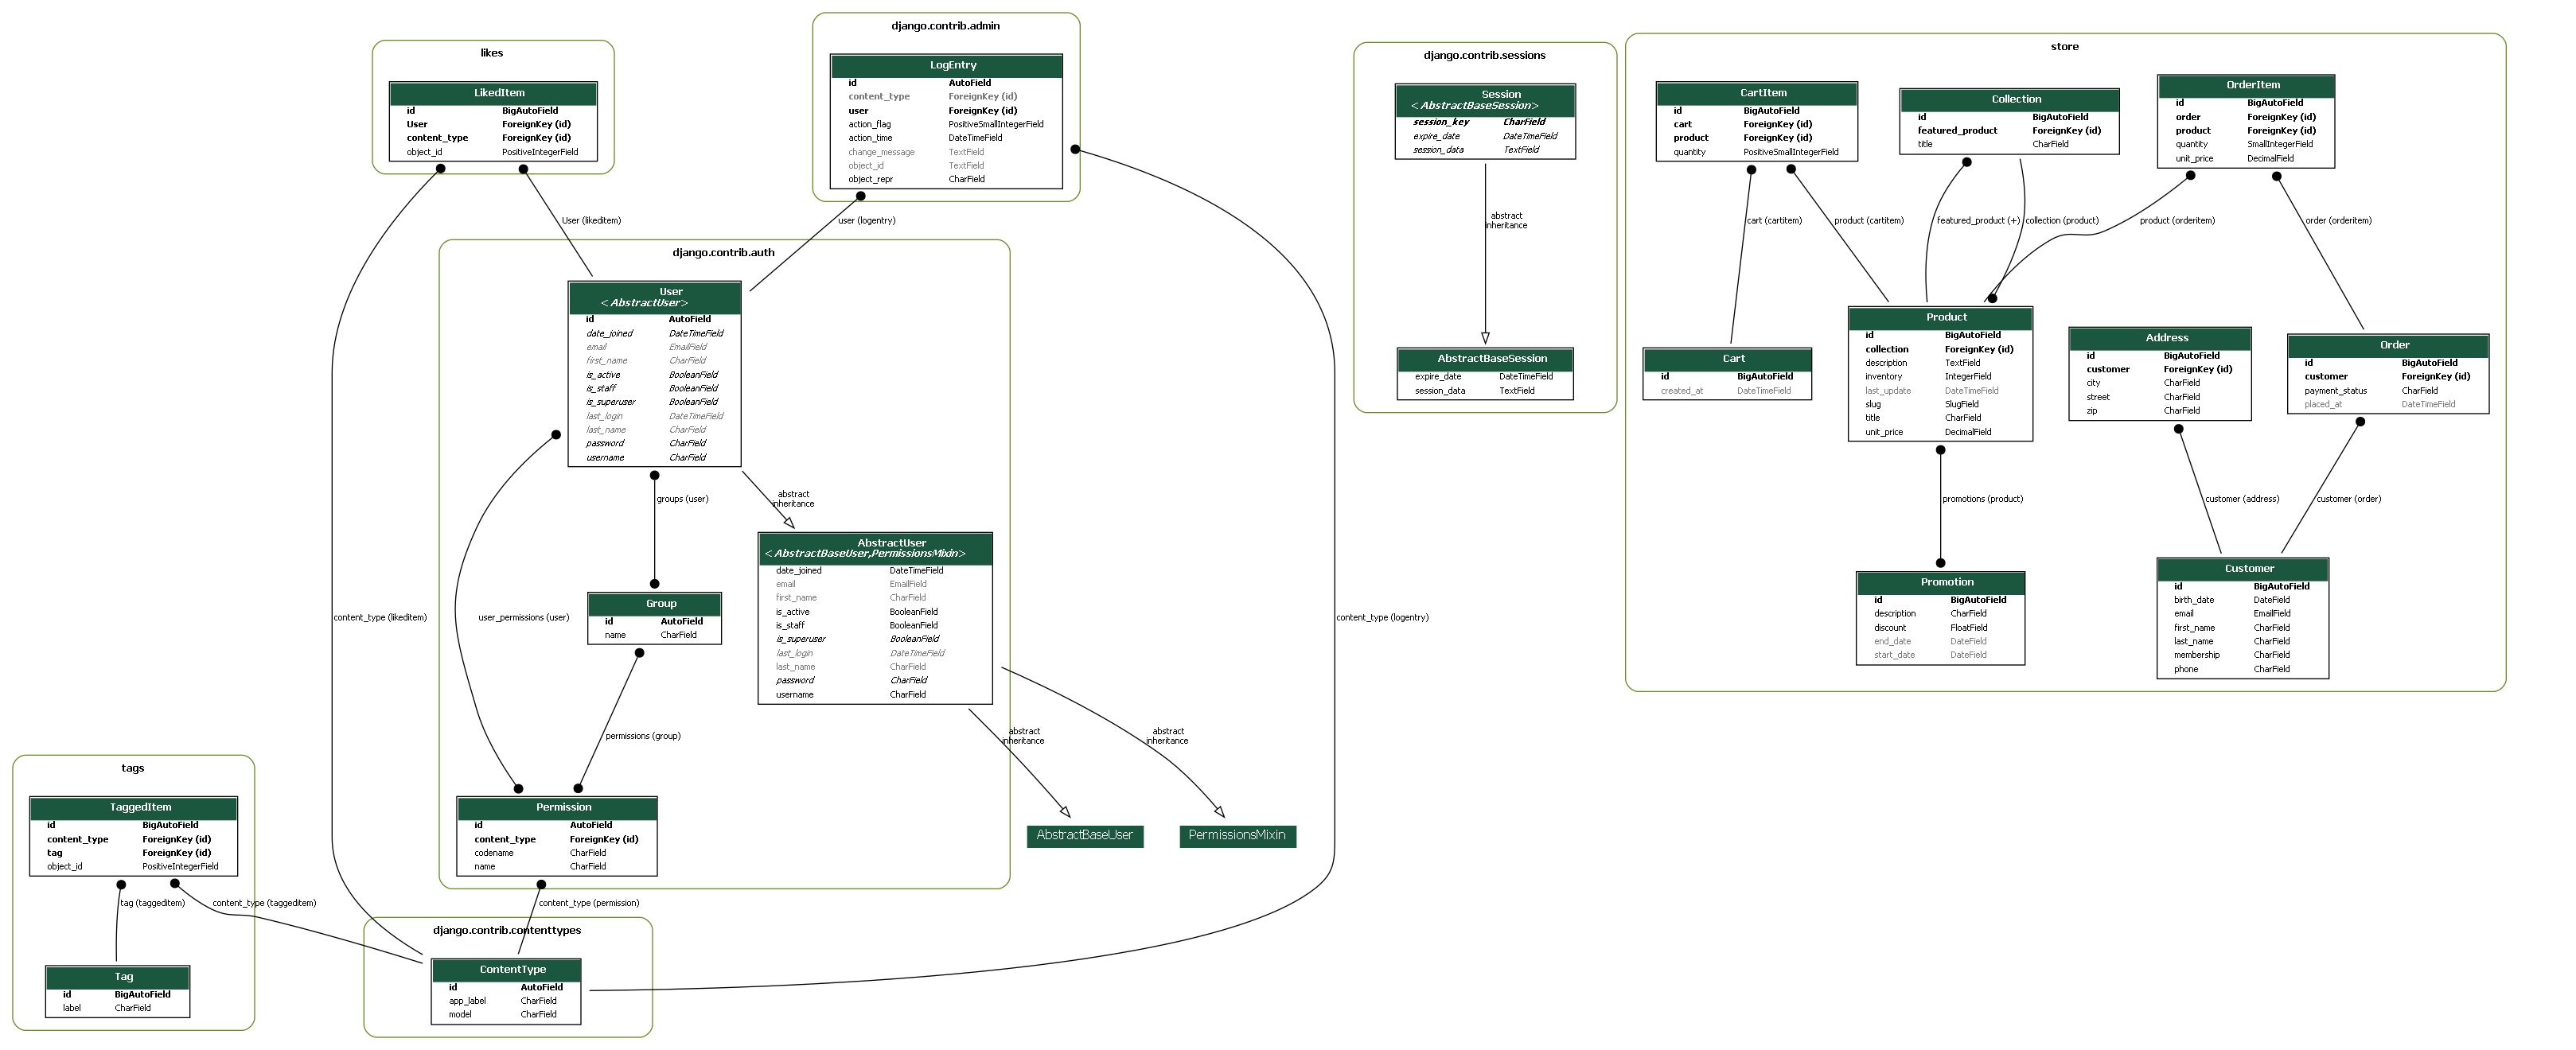 likes
LikedItem
id BigAutoField
User ForeignKey (id)
content_type ForeignKey (id)
object_id PositiveIntegerField
django.contrib.admin
LogEntry
id AutoField
content_type ForeignKey (id)
user ForeignKey (id)
action_flag PositiveSmallIntegerField
action_time DateTimeField
change_message TextField
object_id TextField
object_repr CharField
User (likeditem)
user (logentry)
django.contrib.auth
User
<AbstractUser>
id AutoField
date_joined DateTimeField
email EmailField
first_name CharField
is_active BooleanField
is_staff BooleanField
is_superuser BooleanField
last_login DateTimeField
last_name CharField
password CharField
username CharField
groups (user)
abstract
inheritance
AbstractUser
<AbstractBaseUser,PermissionsMixin>
date_joined DateTimeField
email EmailField
first_name CharField
is_active BooleanField
is_staff BooleanField
is_superuser BooleanField
last_login DateTimeField
last_name CharField
password CharField
username CharField
Group
id AutoField
name CharField
content_type (likeditem)
user_permissions (user)
content_type (logentry)
permissions (group)
abstract
inheritance
abstract
inheritance
Permission
id AutoField
content_type ForeignKey (id)
codename CharField
name CharField
AbstractBaseUser
PermissionsMixin
tags
TaggedItem
id BigAutoField
content_type ForeignKey (id)
tag ForeignKey (id)
object_id PositiveIntegerField
tag (taggeditem)
content_type (taggeditem)
content_type (permission)
Tag
id BigAutoField
label CharField
django.contrib.contenttypes
ContentType
id AutoField
app_label CharField
model CharField
django.contrib.sessions
Session
<AbstractBaseSession>
session_key CharField
expire_date DateTimeField
session_data TextField
abstract
inheritance
AbstractBaseSession
expire_date DateTimeField
session_data TextField
store
CartItem
id BigAutoField
cart ForeignKey (id)
product ForeignKey (id)
quantity PositiveSmallIntegerField
Collection
id BigAutoField
featured_product ForeignKey (id)
title CharField
OrderItem
id BigAutoField
order ForeignKey (id)
product ForeignKey (id)
quantity SmallIntegerField
unit_price DecimalField
cart (cartitem)
product (cartitem)
featured_product (+)
collection (product)
product (orderitem)
order (orderitem)
Cart
id BigAutoField
created_at DateTimeField
Product
id BigAutoField
collection ForeignKey (id)
description TextField
inventory IntegerField
last_update DateTimeField
slug SlugField
title CharField
unit_price DecimalField
Address
id BigAutoField
customer ForeignKey (id)
city CharField
street CharField
zip CharField
Order
id BigAutoField
customer ForeignKey (id)
payment_status CharField
placed_at DateTimeField
promotions (product)
customer (address)
customer (order)
Promotion
id BigAutoField
description CharField
discount FloatField
end_date DateField
start_date DateField
Customer
id BigAutoField
birth_date DateField
email EmailField
first_name CharField
last_name CharField
membership CharField
phone CharField